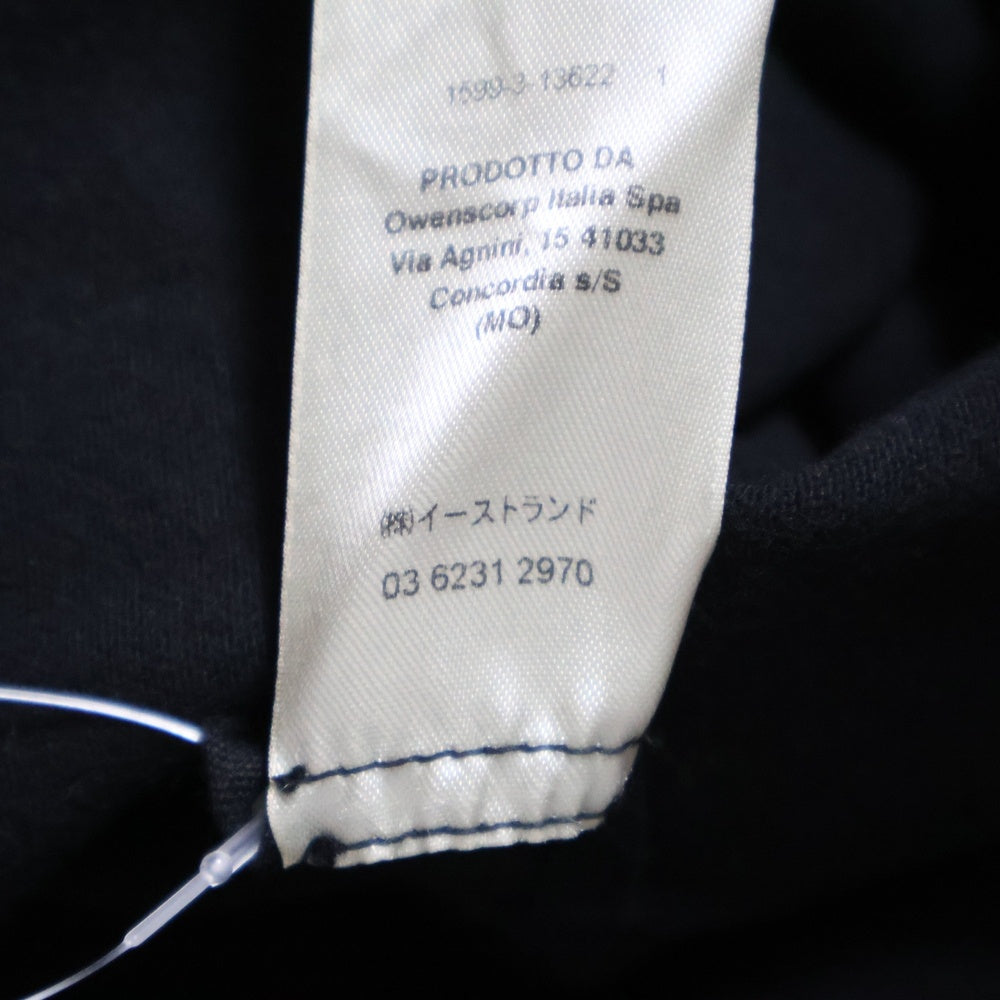 1599-3-13622 1
PRODOTTO DA
Owenscorp Italia Spa
Via Agnini, 15 41033
Concordia s/S
(MO)
㈱イーストランド
03 6231 2970